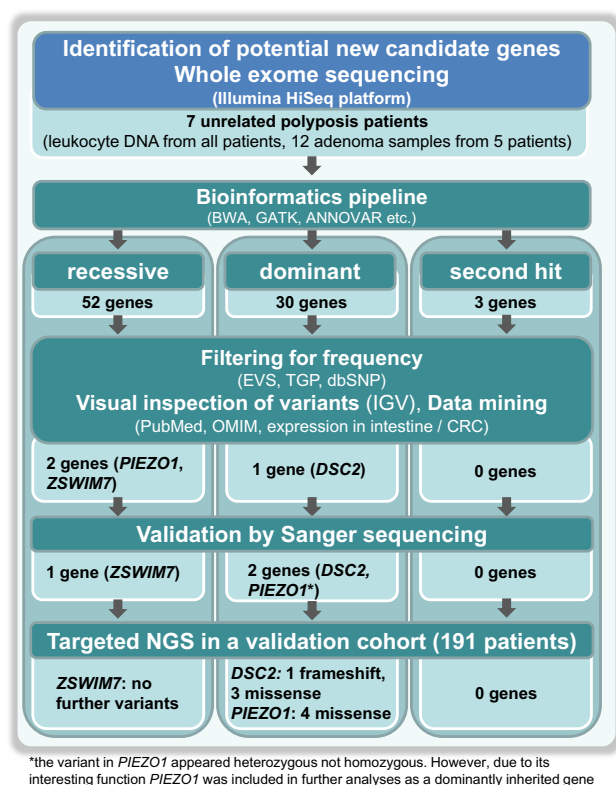 Identification of potential new candidate genes
Whole exome sequencing
(Illumina HiSeq platform)
7 unrelated polyposis patients
(leukocyte DNA from all patients, 12 adenoma samples from 5 patients)
Bioinformatics pipeline
(BWA, GATK, ANNOVAR etc.)
recessive
dominant
second hit
52 genes
30 genes
3 genes
Filtering for frequency
(EVS, TGP, dbSNP)
Visual inspection of variants (IGV), Data mining
(PubMed, OMIM, expression in intestine / CRC)
2 genes (PIEZO1,
ZSWIM7)
1 gene (DSC2)
0 genes
Validation by Sanger sequencing
1 gene (ZSWIM7)
2 genes (DSC2,
PIEZO1*)
0 genes
Targeted NGS in a validation cohort (191 patients)
ZSWIM7: no
further variants
DSC2: 1 frameshift,
3 missense
PIEZO1: 4 missense
0 genes
*the variant in PIEZO1 appeared heterozygous not homozygous. However, due to its
interesting function PIEZO1 was included in further analyses as a dominantly inherited gene